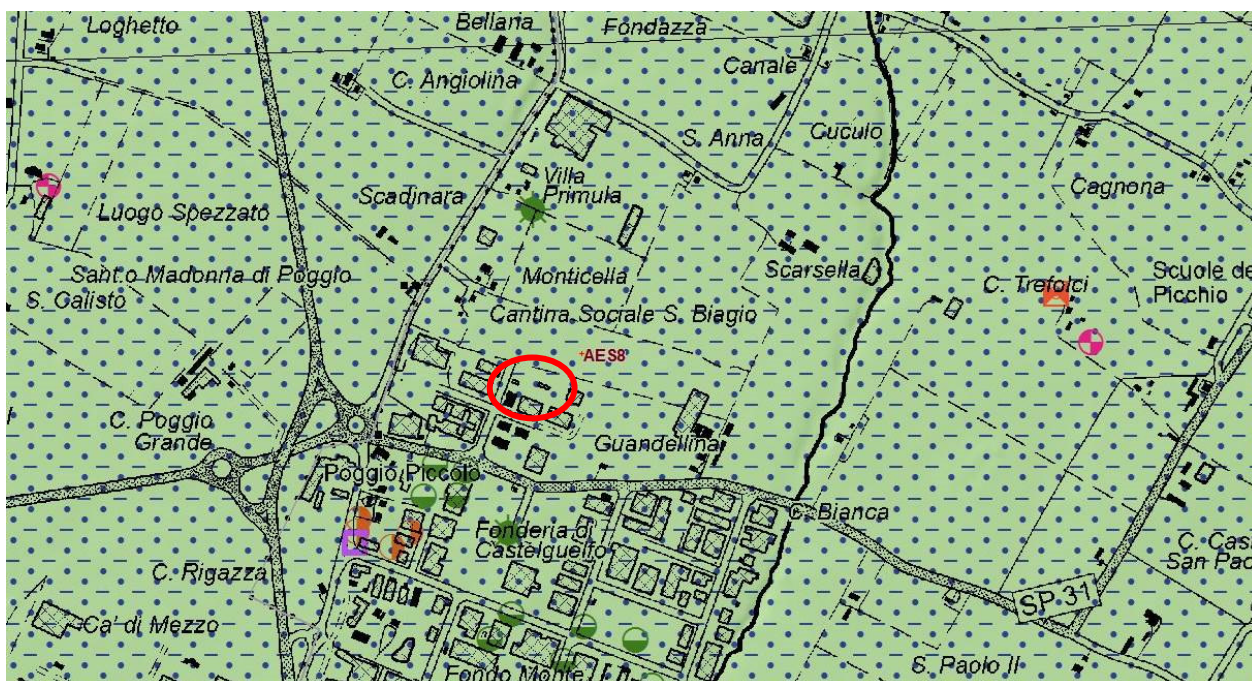 Loghetto
Bellaria
Fondazza
C. Angiolina
Canale
S. Anna
Cuculo
Villa
Primula
Scadinara
Cagnona
Luogo Spezzato
Sant.o Madonna di Poggio
S. Calisto
Monticella
Scarsella
C. Trefolci
Scuole de
Picchio
Cantina Sociale S. Biagio
AES8
C. Poggio
Grande
Guandellina
Poggio Piccolo
Fonderia di
Castelguelfo
C. Bianca
C. Rigazza
C. Cas
San Pao
SP.31
Ca' di Mezzo
S. Paolo II
Fondo Monte